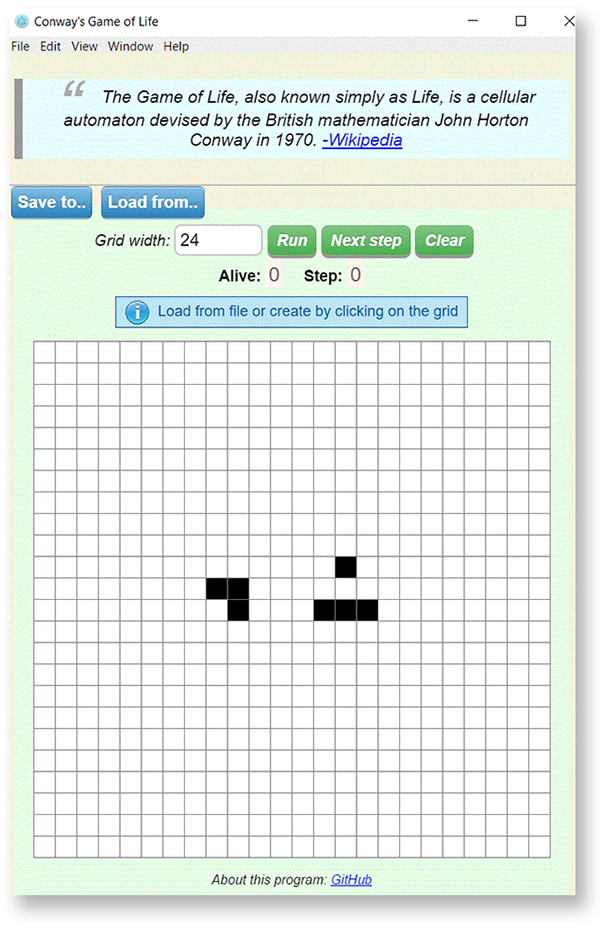 Conway's Game of Life
File Edit View Window Help
“ The Game of Life, also known simply as Life, is a cellular
automaton devised by the British mathematician John Horton
Conway in 1970. -Wikipedia
Save to.. Load from..
Grid width: 24 Run Next step Clear
Alive: 0 Step: 0
Load from file or create by clicking on the grid
About this program: GitHub